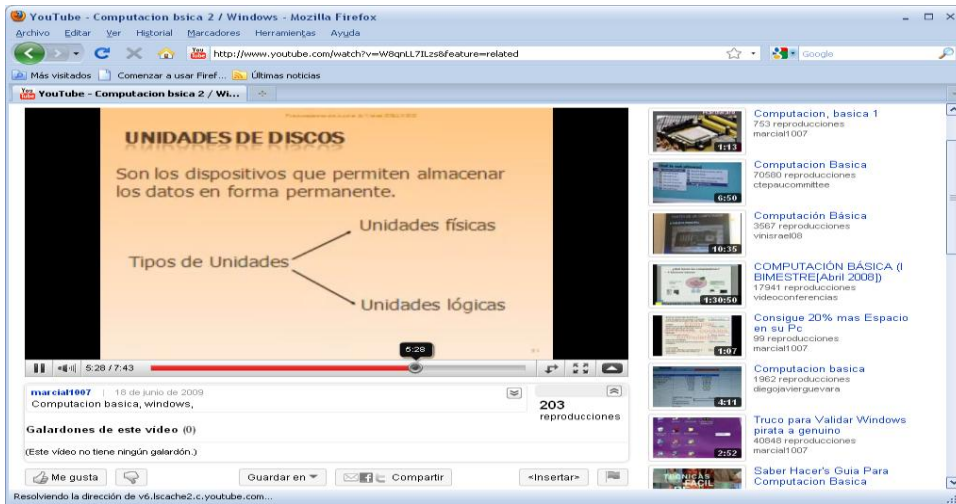 YouTube - Computacion bsica 2 / Windows - Mozilla Firefox
Archivo Editar Ver Historial Marcadores Herramientas Ayuda
You Tube http://www.youtube.com/watch?v=W8qnLL7ILzs&feature=related Google
Más visitados Comenzar a usar Firef... Últimas noticias
YouTube - Computacion bsica 2 / Wi...
UNIDADES DE DISCOS
Son los dispositivos que permiten almacenar
los datos en forma permanente.
Unidades físicas
Tipos de Unidades
Unidades lógicas
5:28
5:28 / 7:43
marcial1007 | 18 de junio de 2009
Computacion basica, windows,
203
reproducciones
Galardones de este vídeo (0)
(Este vídeo no tiene ningún galardón.)
Me gusta Guardar en Compartir <Insertar>
Computacion, basica 1
753 reproducciones
marcial1007
1:13
Computacion Basica
70580 reproducciones
ctepaucommittee
6:50
Computación Básica
3567 reproducciones
vinisrael08
10:35
COMPUTACIÓN BÁSICA (I
BIMESTRE[Abril 2008])
17941 reproducciones
videoconferencias
1:30:50
Consigue 20% mas Espacio
en su Pc
99 reproducciones
marcial1007
1:07
Computacion basica
1962 reproducciones
diegojavierguevara
4:11
Truco para Validar Windows
pirata a genuino
40848 reproducciones
marcial1007
2:52
Saber Hacer's Guia Para
Computacion Basica
Resolviendo la dirección de v6.lscache2.c.youtube.com...